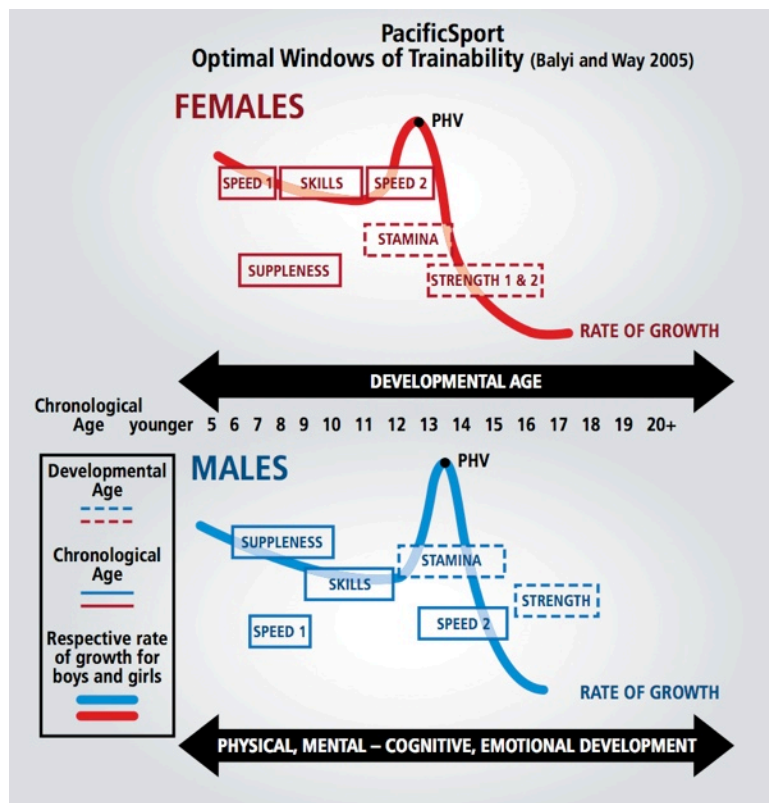 PacificSport
Optimal Windows of Trainability (Balyi and Way 2005)
FEMALES
PHV
SPEED 1
SKILLS
SPEED 2
STAMINA
SUPPLENESS
STRENGTH 1 & 2
RATE OF GROWTH
DEVELOPMENTAL AGE
Chronological
Age younger 5 6 7 8 9 10 11 12 13 14 15 16 17 18 19 20+
MALES
PHV
Developmental
Age
Chronological
Age
Respective rate
of growth for
boys and girls
SUPPLENESS
STAMINA
SKILLS
STRENGTH
SPEED 1
SPEED 2
RATE OF GROWTH
PHYSICAL, MENTAL – COGNITIVE, EMOTIONAL DEVELOPMENT